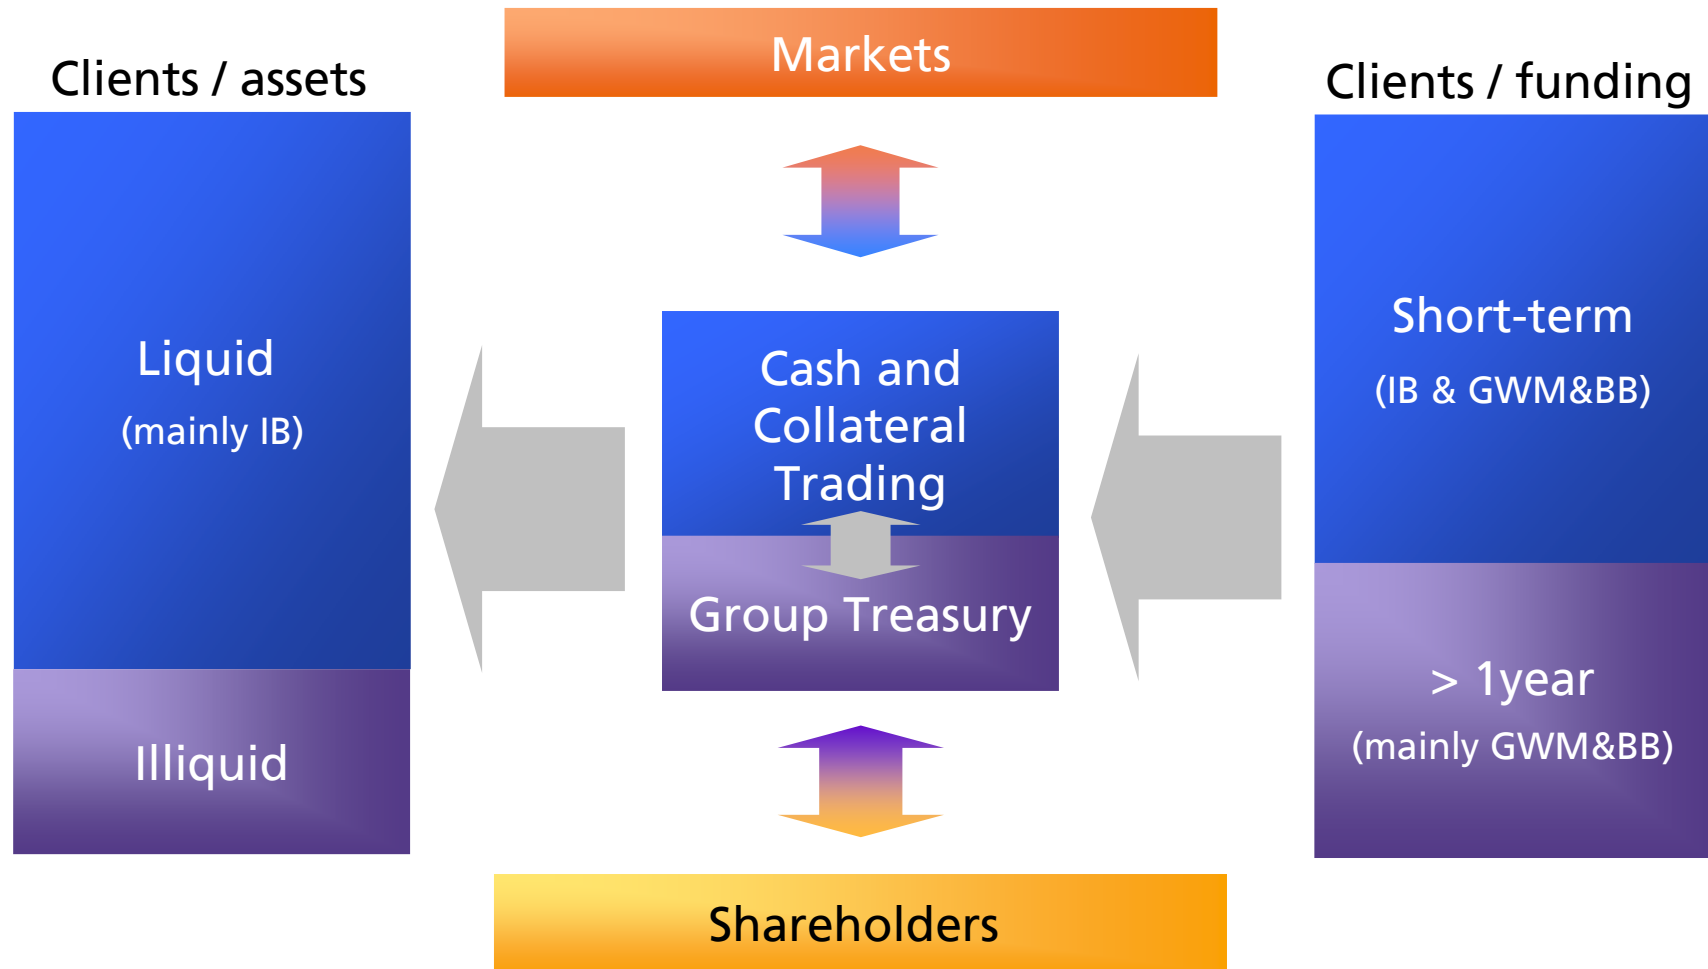 Markets
Clients / assets
Clients / funding
Liquid
(mainly IB)
Illiquid
Cash and
Collateral
Trading
Group Treasury
Short-term
(IB & GWM&BB)
> 1year
(mainly GWM&BB)
Shareholders